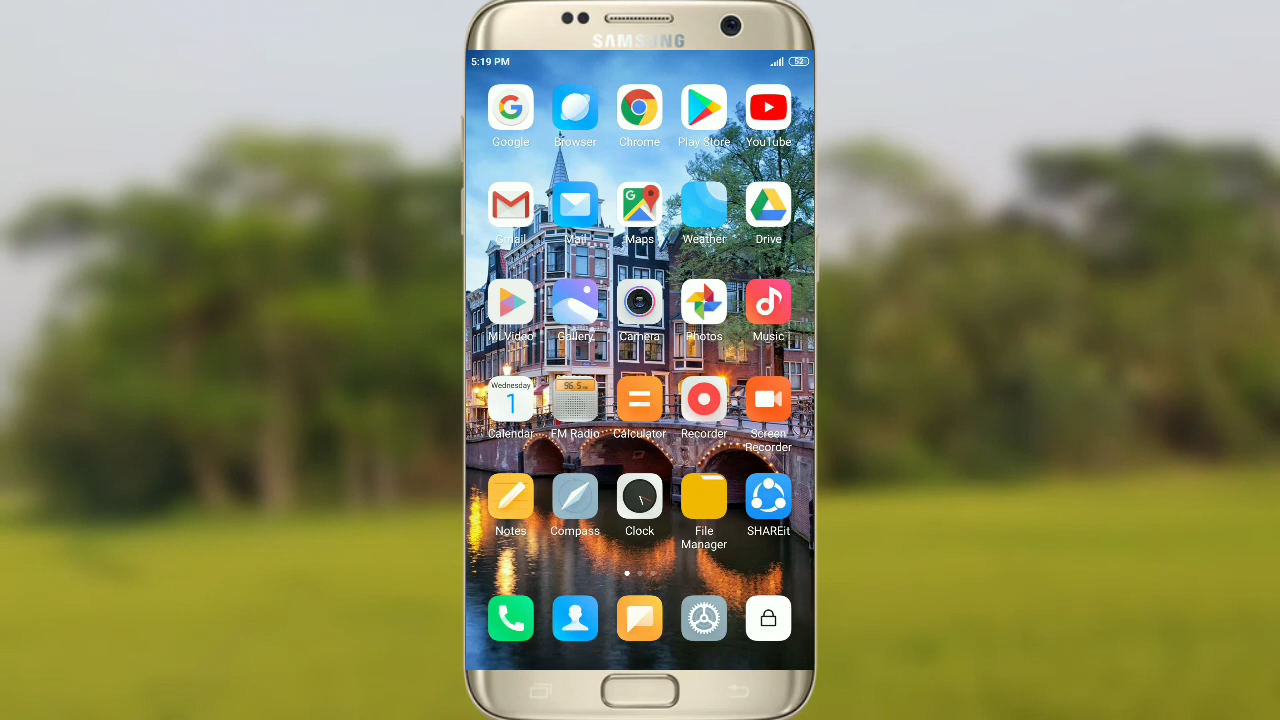 SAMSUNG
5:19 PM
52
Google
Browser
Chrome
Play Store
YouTube
Gmail
Mail
Maps
Weather
Drive
Mi Video
Gallery
Camera
Photos
Music
Wednesday
1
96.5
Calendar
FM Radio
Calculator
Recorder
Screen
Recorder
Notes
Compass
Clock
File
Manager
SHAREit